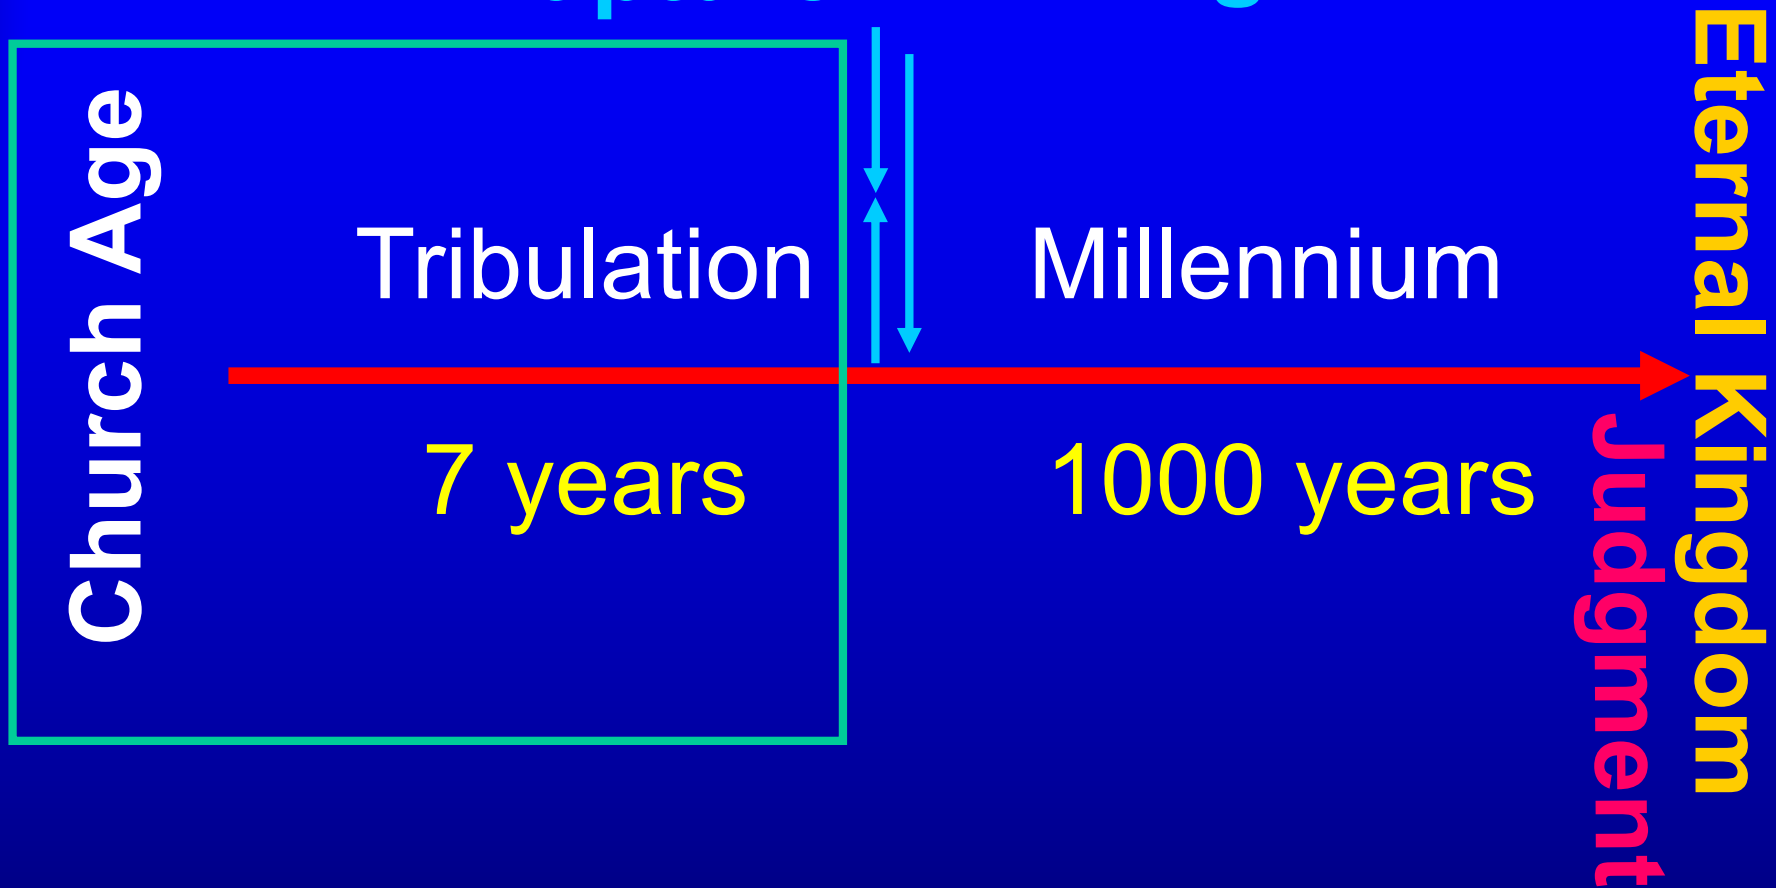 Church Age
Tribulation
Millennium
7 years
1000 years
Judgment
Eternal Kingdom